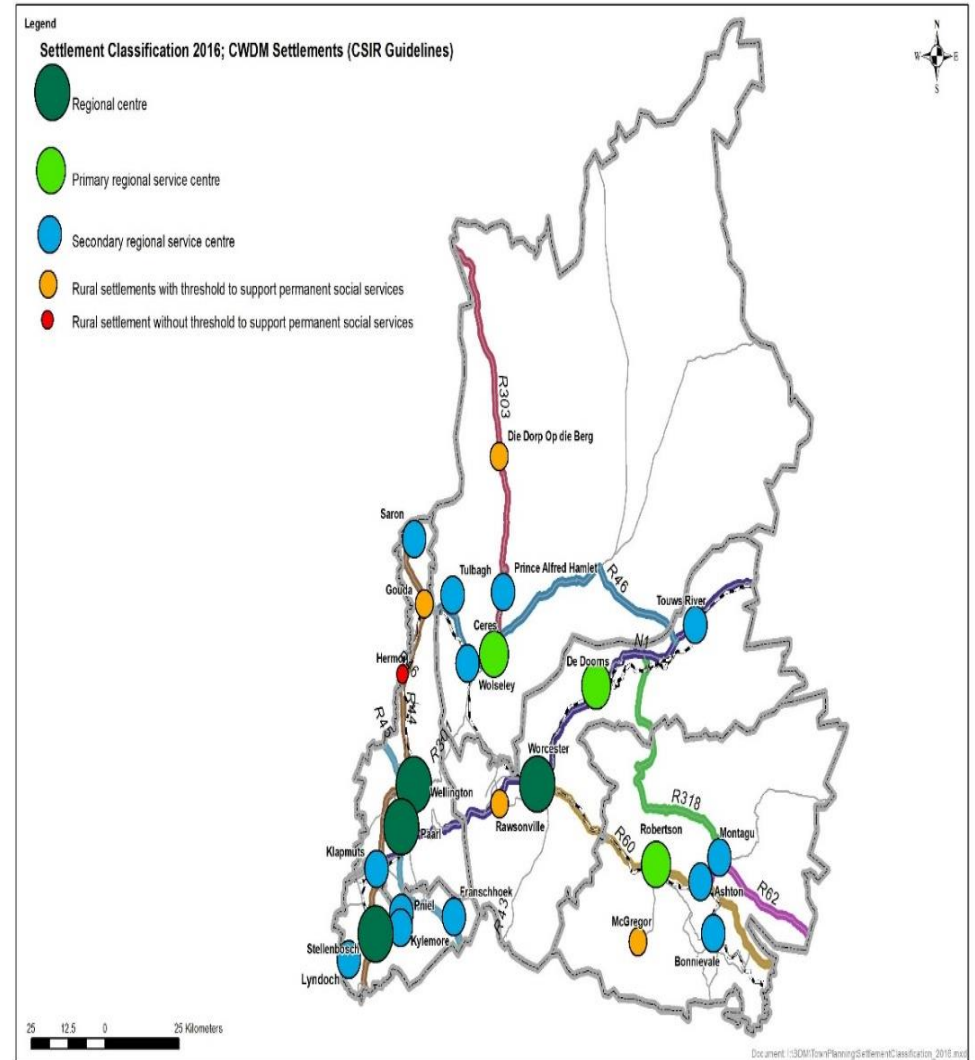 Legend
Settlement Classification 2016; CWDM Settlements (CSIR Guidelines)
N
W E
S
Regional centre
Primary regional service centre
Secondary regional service centre
Rural settlements with threshold to support permanent social services
Rural settlement without threshold to support permanent social services
R303
Die Dorp Op die Berg
Saron
Tulbagh
Prince Alfred Hamlet
R46
Gouda
Touws River
Ceres
N1
Hermon
De Doorns
Wolseley
R44
R45
R301
Worcester
Wellington
R318
Rawsonville
Paarl
Robertson
Montagu
R60
Klapmuts
Ashton
R62
Franschhoek
Pniel
R43
McGregor
Kylemore
Stellenbosch
Bonnievale
Lyndoch
25 12.5 0 25 Kilometers